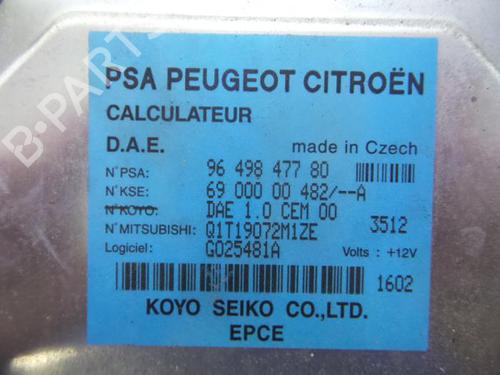 PSA PEUGEOT CITROËN
CALCULATEUR
D.A.E. made in Czech
N°PSA: 96 498 477 80
N°KSE: 69 000 00 482/--A
N°KOYO: DAE 1.0 CEM 00
N°MITSUBISHI: Q1T19072M1ZE 3512
Logiciel: G025481A Volts : +12V
1602
KOYO SEIKO CO.,LTD.
EPCE
B-PARTS